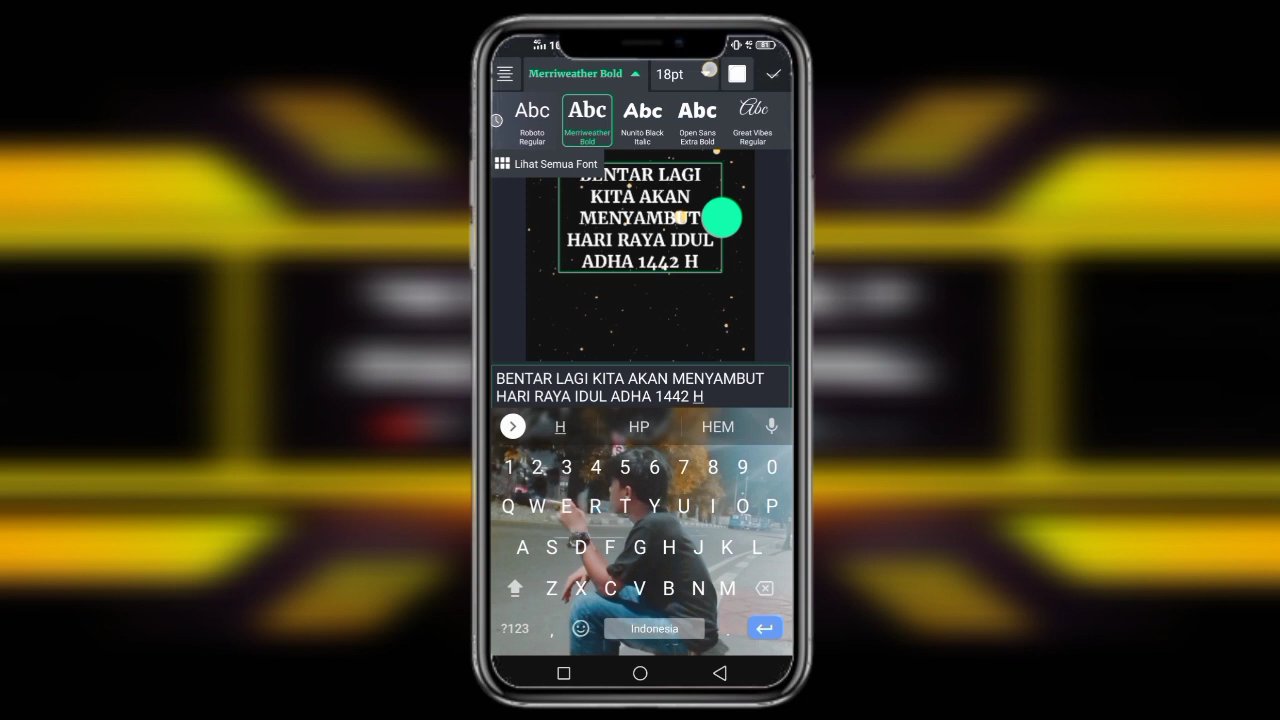 Merriweather Bold 18pt
Abc Abc Abc Abc Abc
Roboto Regular
Merriweather Bold
Nunito Black Italic
Open Sans Extra Bold
Great Vibes Regular
Lihat Semua Font
BENTAR LAGI
KITA AKAN
MENYAMBUT
HARI RAYA IDUL
ADHA 1442 H
BENTAR LAGI KITA AKAN MENYAMBUT
HARI RAYA IDUL ADHA 1442 H
H HP HEM
1 2 3 4 5 6 7 8 9 0
Q W E R T Y U I O P
A S D F G H J K L
Z X C V B N M
?123 , Indonesia .